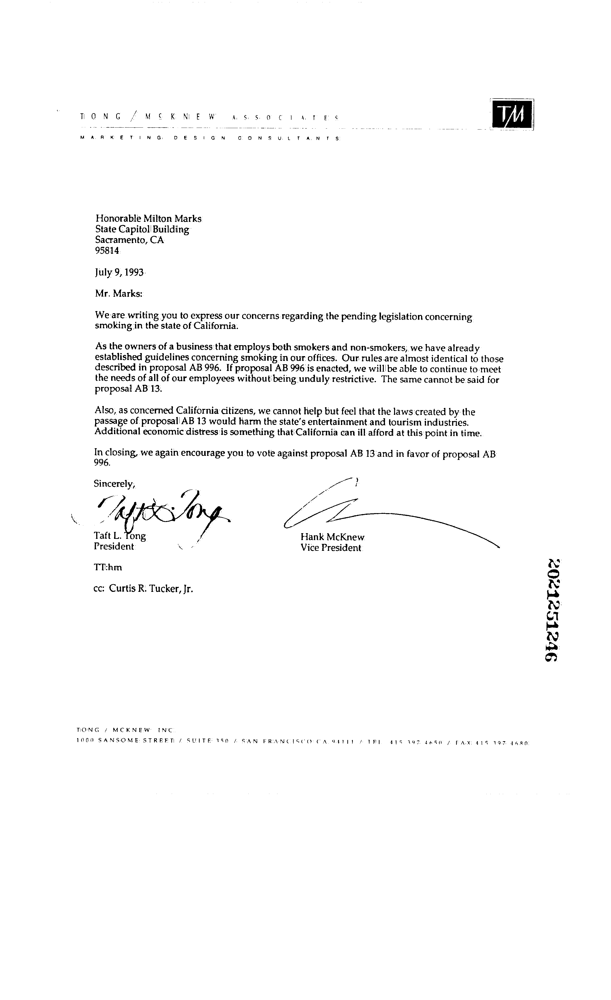 TONG / MCKNEW ASSOCIATES
TM
MARKETING DESIGN CONSULTANTS
Honorable Milton Marks
State Capitol Building
Sacramento, CA
95814
July 9, 1993
Mr. Marks:
We are writing you to express our concerns regarding the pending legislation concerning
smoking in the state of California.
As the owners of a business that employs both smokers and non-smokers, we have already
established guidelines concerning smoking in our offices. Our rules are almost identical to those
described in proposal AB 996. If proposal AB 996 is enacted, we will be able to continue to meet
the needs of all of our employees without being unduly restrictive. The same cannot be said for
proposal AB 13.
Also, as concerned California citizens, we cannot help but feel that the laws created by the
passage of proposal AB 13 would harm the state's entertainment and tourism industries.
Additional economic distress is something that California can ill afford at this point in time.
In closing, we again encourage you to vote against proposal AB 13 and in favor of proposal AB
996.
Sincerely,
Taft L. Tong
Taft L. Tong
President
Hank McKnew
Vice President
TT:hm
cc: Curtis R. Tucker, Jr.
2021251246
TONG / MCKNEW INC
1000 SANSOME STREET / SUITE 350 / SAN FRANCISCO CA 94111 / TEL 415 397 4650 / FAX 415 397 4680